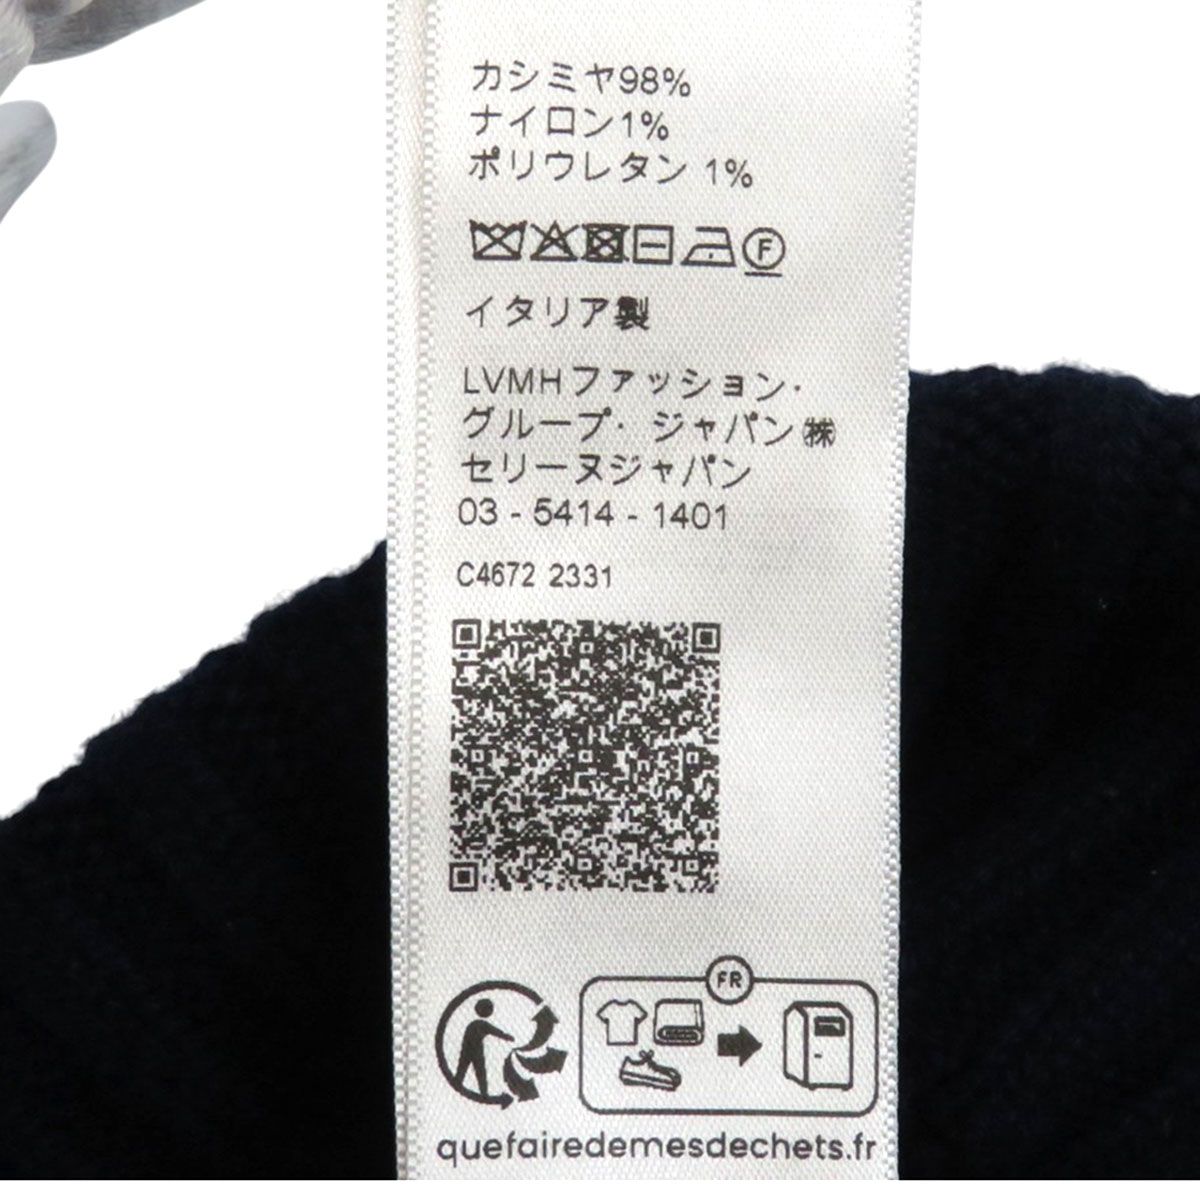 カシミヤ98%
ナイロン1%
ポリウレタン 1%
F
イタリア製
LVMHファッション・
グループ・ジャパン㈱
セリーヌジャパン
03 - 5414 - 1401
C4672 2331
FR
quefairedemesdechets.fr